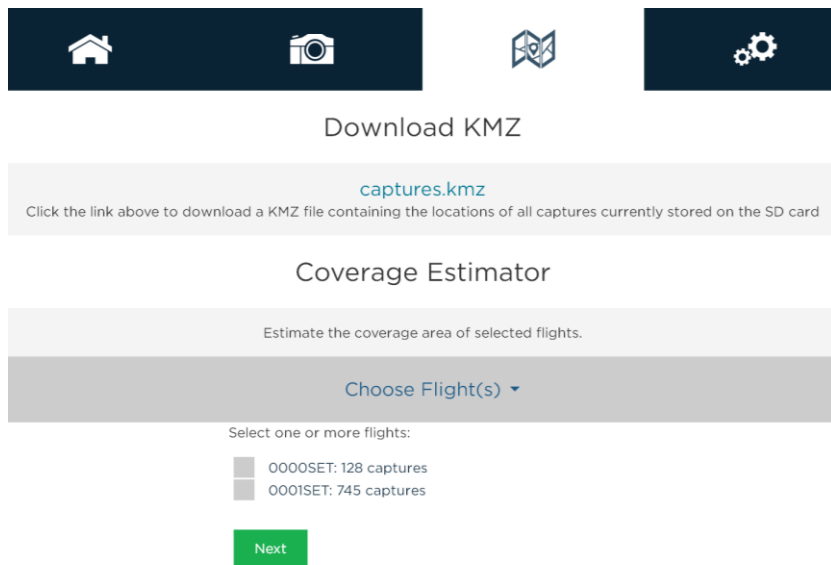 Download KMZ
captures.kmz
Click the link above to download a KMZ file containing the locations of all captures currently stored on the SD card
Coverage Estimator
Estimate the coverage area of selected flights.
Choose Flight(s)
Select one or more flights:
0000SET: 128 captures
0001SET: 745 captures
Next